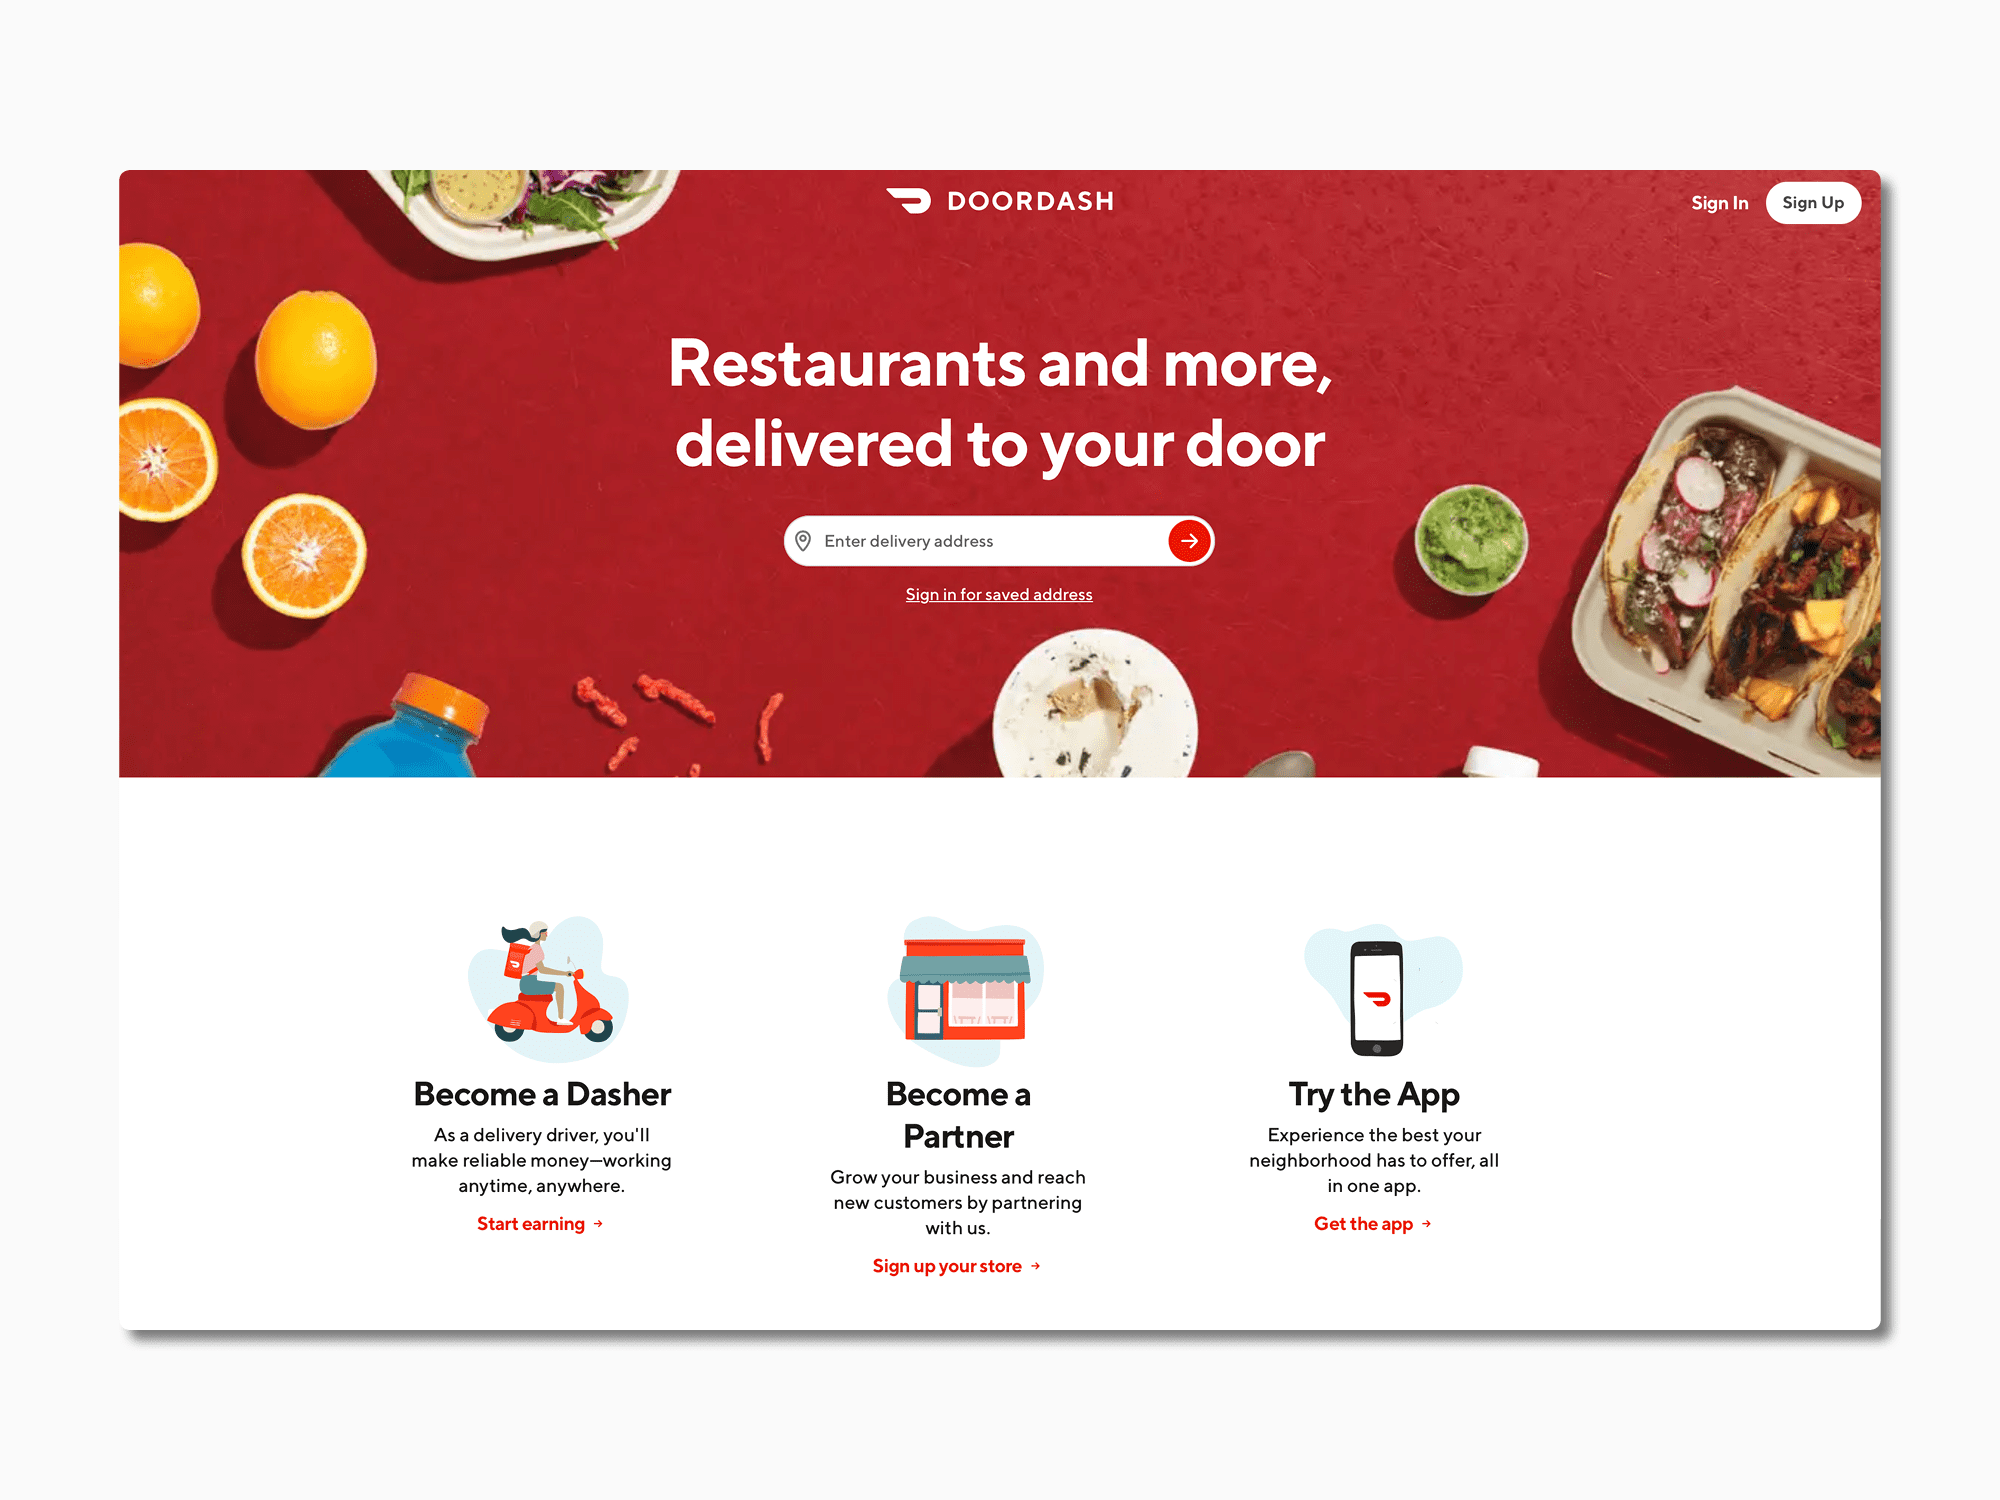 DOORDASH
Sign In
Sign Up
Restaurants and more,
delivered to your door
Enter delivery address
Sign in for saved address
Become a Dasher
As a delivery driver, you'll
make reliable money—working
anytime, anywhere.
Start earning →
Become a
Partner
Grow your business and reach
new customers by partnering
with us.
Sign up your store →
Try the App
Experience the best your
neighborhood has to offer, all
in one app.
Get the app →